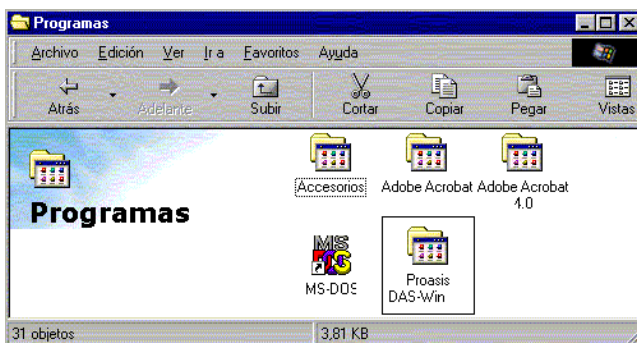 Programas
Archivo Edición Ver Ir a Favoritos Ayuda
Atrás Adelante Subir Cortar Copiar Pegar Vistas
Programas
Accesorios Adobe Acrobat Adobe Acrobat
4.0
MS-DOS
Proasis
DAS-Win
31 objetos 3,81 KB